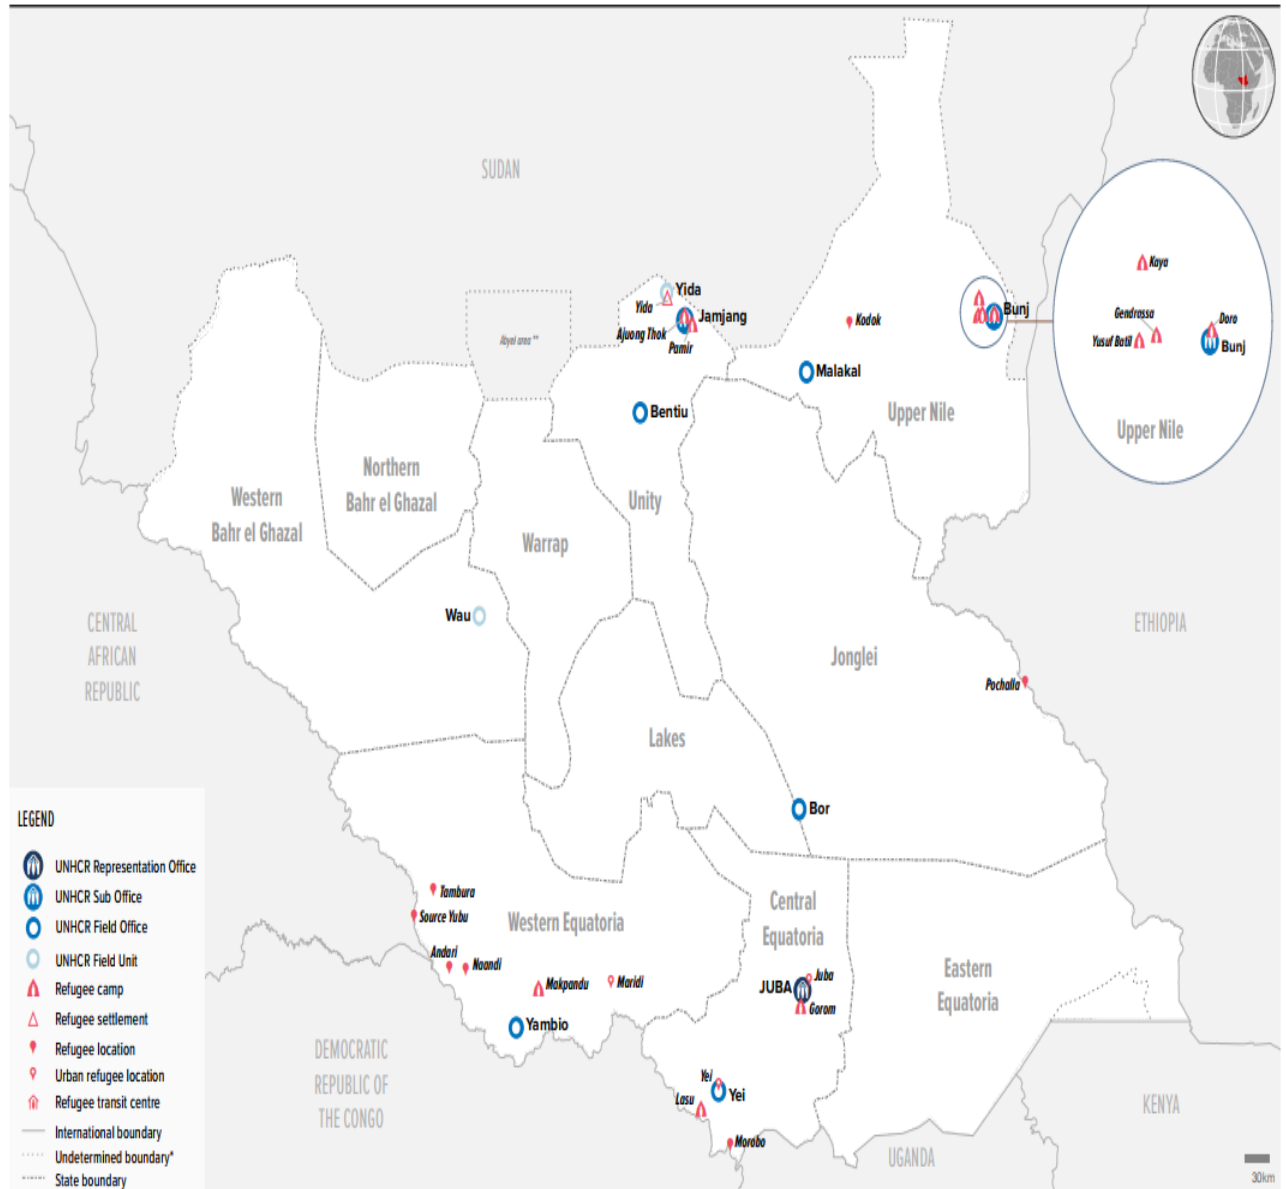 SUDAN
Yida
Yida
Jamjang
Ajuong Thok
Pamir
Abyei area **
Kodok
Bunj
Malakal
Bentiu
Upper Nile
Kaya
Gendrassa
Doro
Yusuf Batil
Bunj
Upper Nile
Northern
Bahr el Ghazal
Western
Bahr el Ghazal
Unity
Warrap
Wau
CENTRAL
AFRICAN
REPUBLIC
ETHIOPIA
Jonglei
Pochalla
Lakes
Bor
Tambura
Source Yubu
Western Equatoria
Andari
Naandi
Makpandu
Maridi
Yambio
Central
Equatoria
Juba
JUBA
Gorom
Eastern
Equatoria
DEMOCRATIC
REPUBLIC OF
THE CONGO
Yei
Yei
Lasu
Morobo
UGANDA
KENYA
30km
LEGEND
UNHCR Representation Office
UNHCR Sub Office
UNHCR Field Office
UNHCR Field Unit
Refugee camp
Refugee settlement
Refugee location
Urban refugee location
Refugee transit centre
International boundary
Undetermined boundary*
State boundary